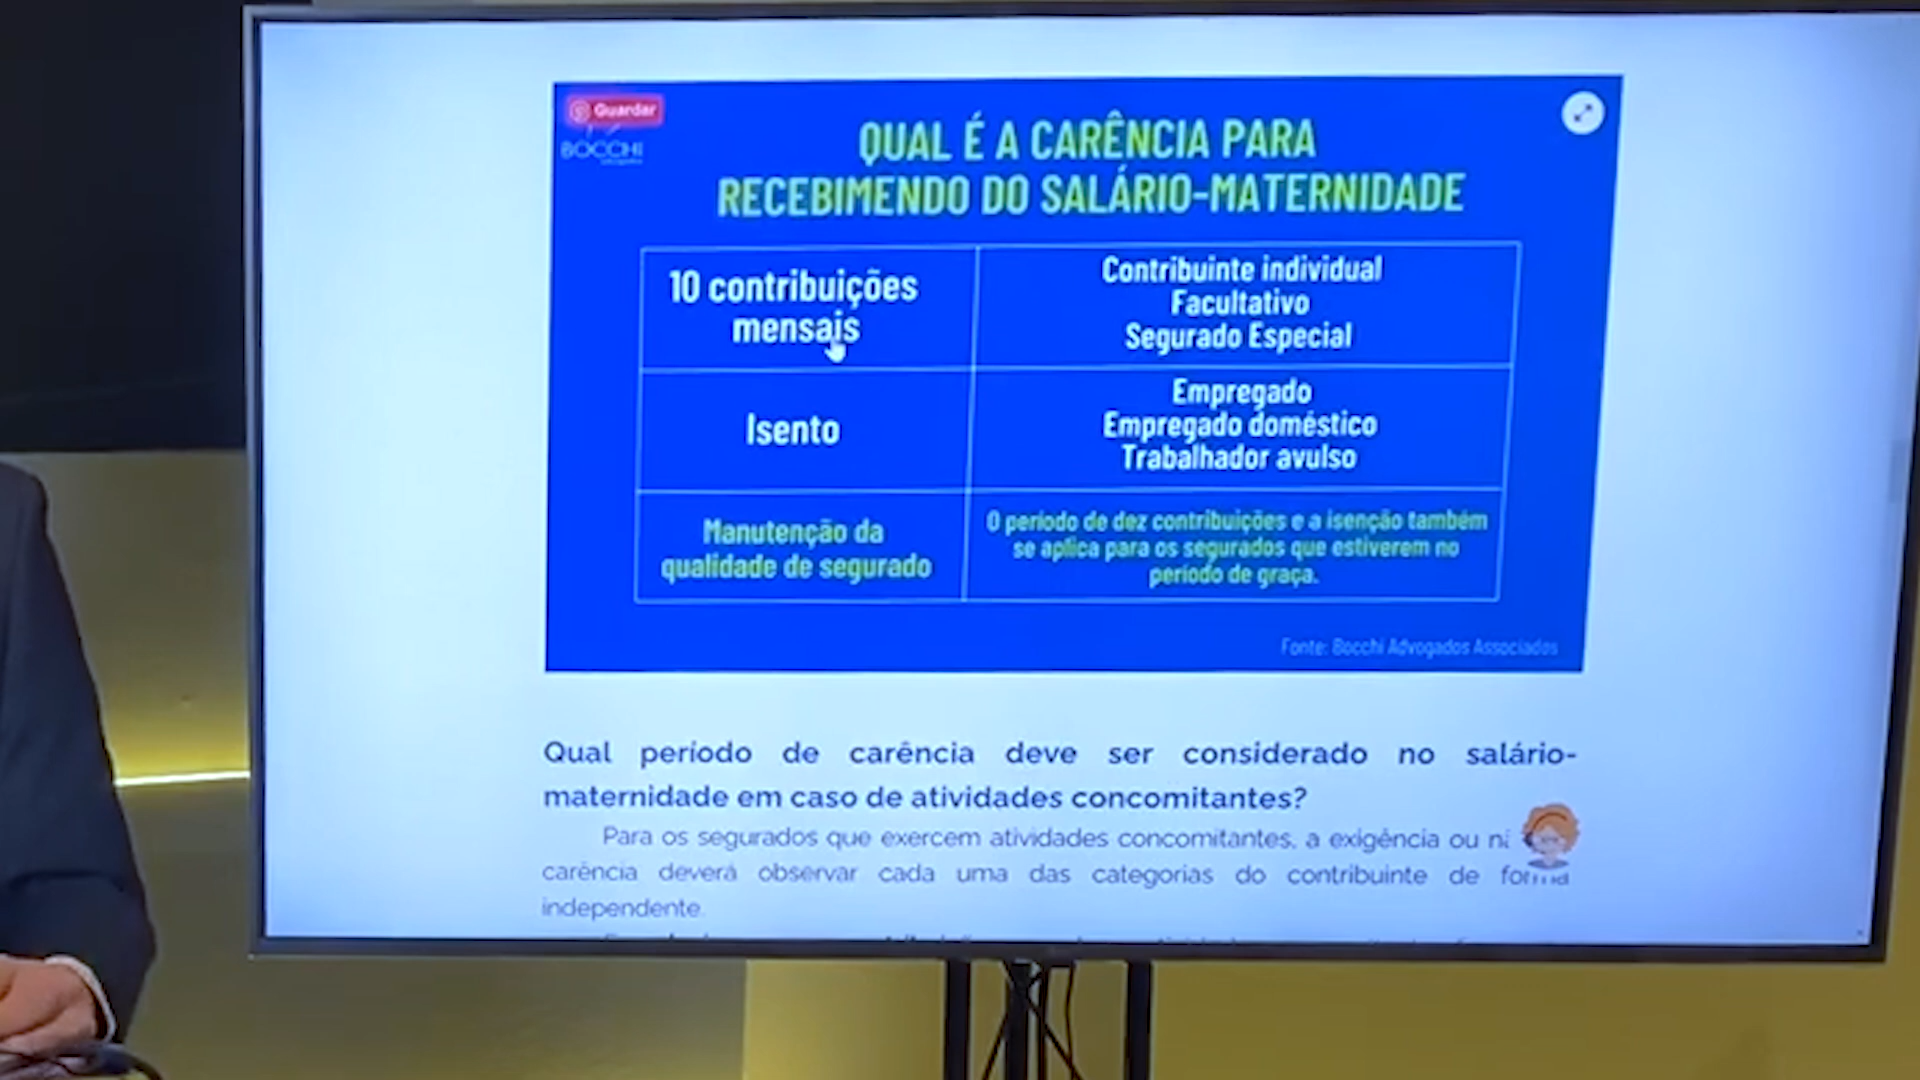 Guardar
BOCCHI
QUAL É A CARÊNCIA PARA
RECEBIMENDO DO SALÁRIO-MATERNIDADE
10 contribuições
mensais
Contribuinte individual
Facultativo
Segurado Especial
Isento
Empregado
Empregado doméstico
Trabalhador avulso
Manutenção da
qualidade de segurado
O período de dez contribuições e a isenção também
se aplica para os segurados que estiverem no
período de graça.
Fonte: Bocchi Advogados Associados
Qual período de carência deve ser considerado no salário-
maternidade em caso de atividades concomitantes?
Para os segurados que exercem atividades concomitantes, a exigência ou
carência deverá observar cada uma das categorias do contribuinte de forma
independente.